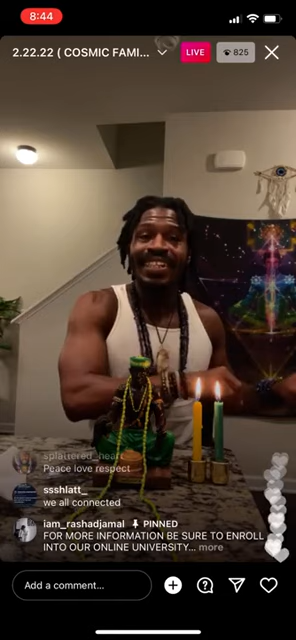 8:44
2.22.22 ( COSMIC FAMI...
LIVE
825
splattered_heart
Peace love respect
ssshlatt_
we all connected
iam_rashadjamal PINNED
FOR MORE INFORMATION BE SURE TO ENROLL
INTO OUR ONLINE UNIVERSITY... more
Add a comment...